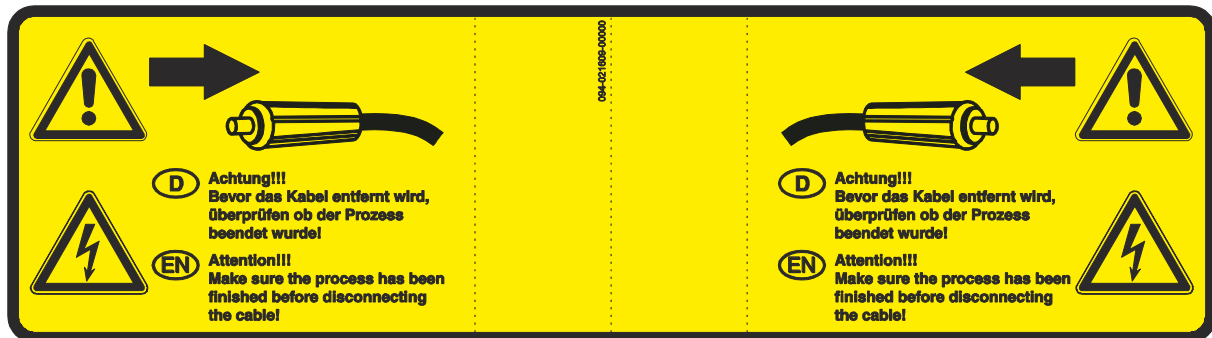 D
Achtung!!!
Bevor das Kabel entfernt wird,
überprüfen ob der Prozess
beendet wurde!
EN
Attention!!!
Make sure the process has been
finished before disconnecting
the cable!
094-021609-00000
D
Achtung!!!
Bevor das Kabel entfernt wird,
überprüfen ob der Prozess
beendet wurde!
EN
Attention!!!
Make sure the process has been
finished before disconnecting
the cable!